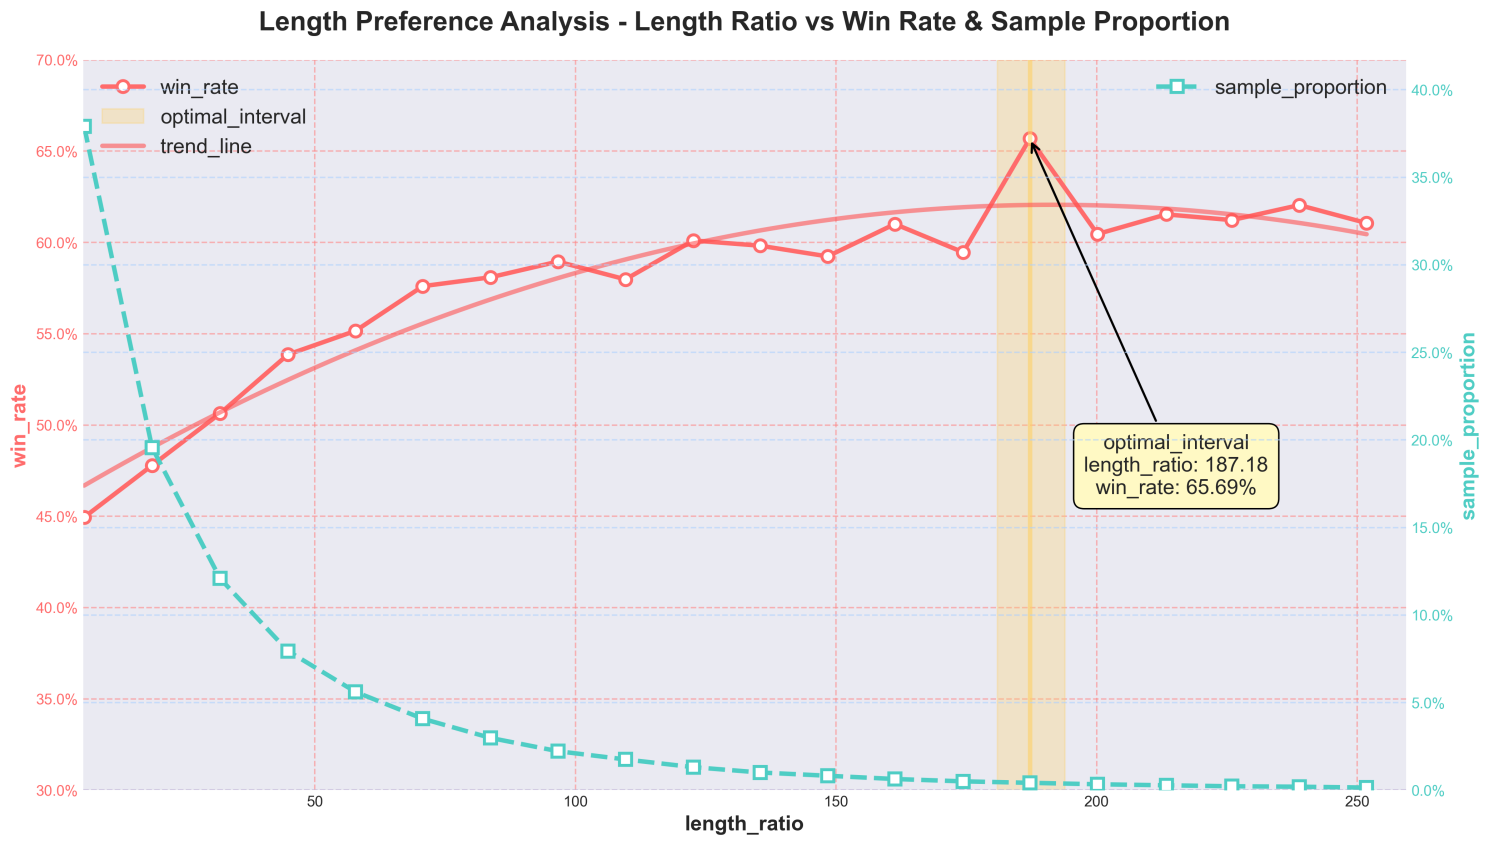 Length Preference Analysis - Length Ratio vs Win Rate & Sample Proportion
win_rate
optimal_interval
trend_line
sample_proportion
70.0%
65.0%
60.0%
55.0%
50.0%
45.0%
40.0%
35.0%
30.0%
win_rate
optimal_interval
length_ratio: 187.18
win_rate: 65.69%
40.0%
35.0%
30.0%
25.0%
20.0%
15.0%
10.0%
5.0%
0.0%
sample_proportion
50
100
150
200
250
length_ratio